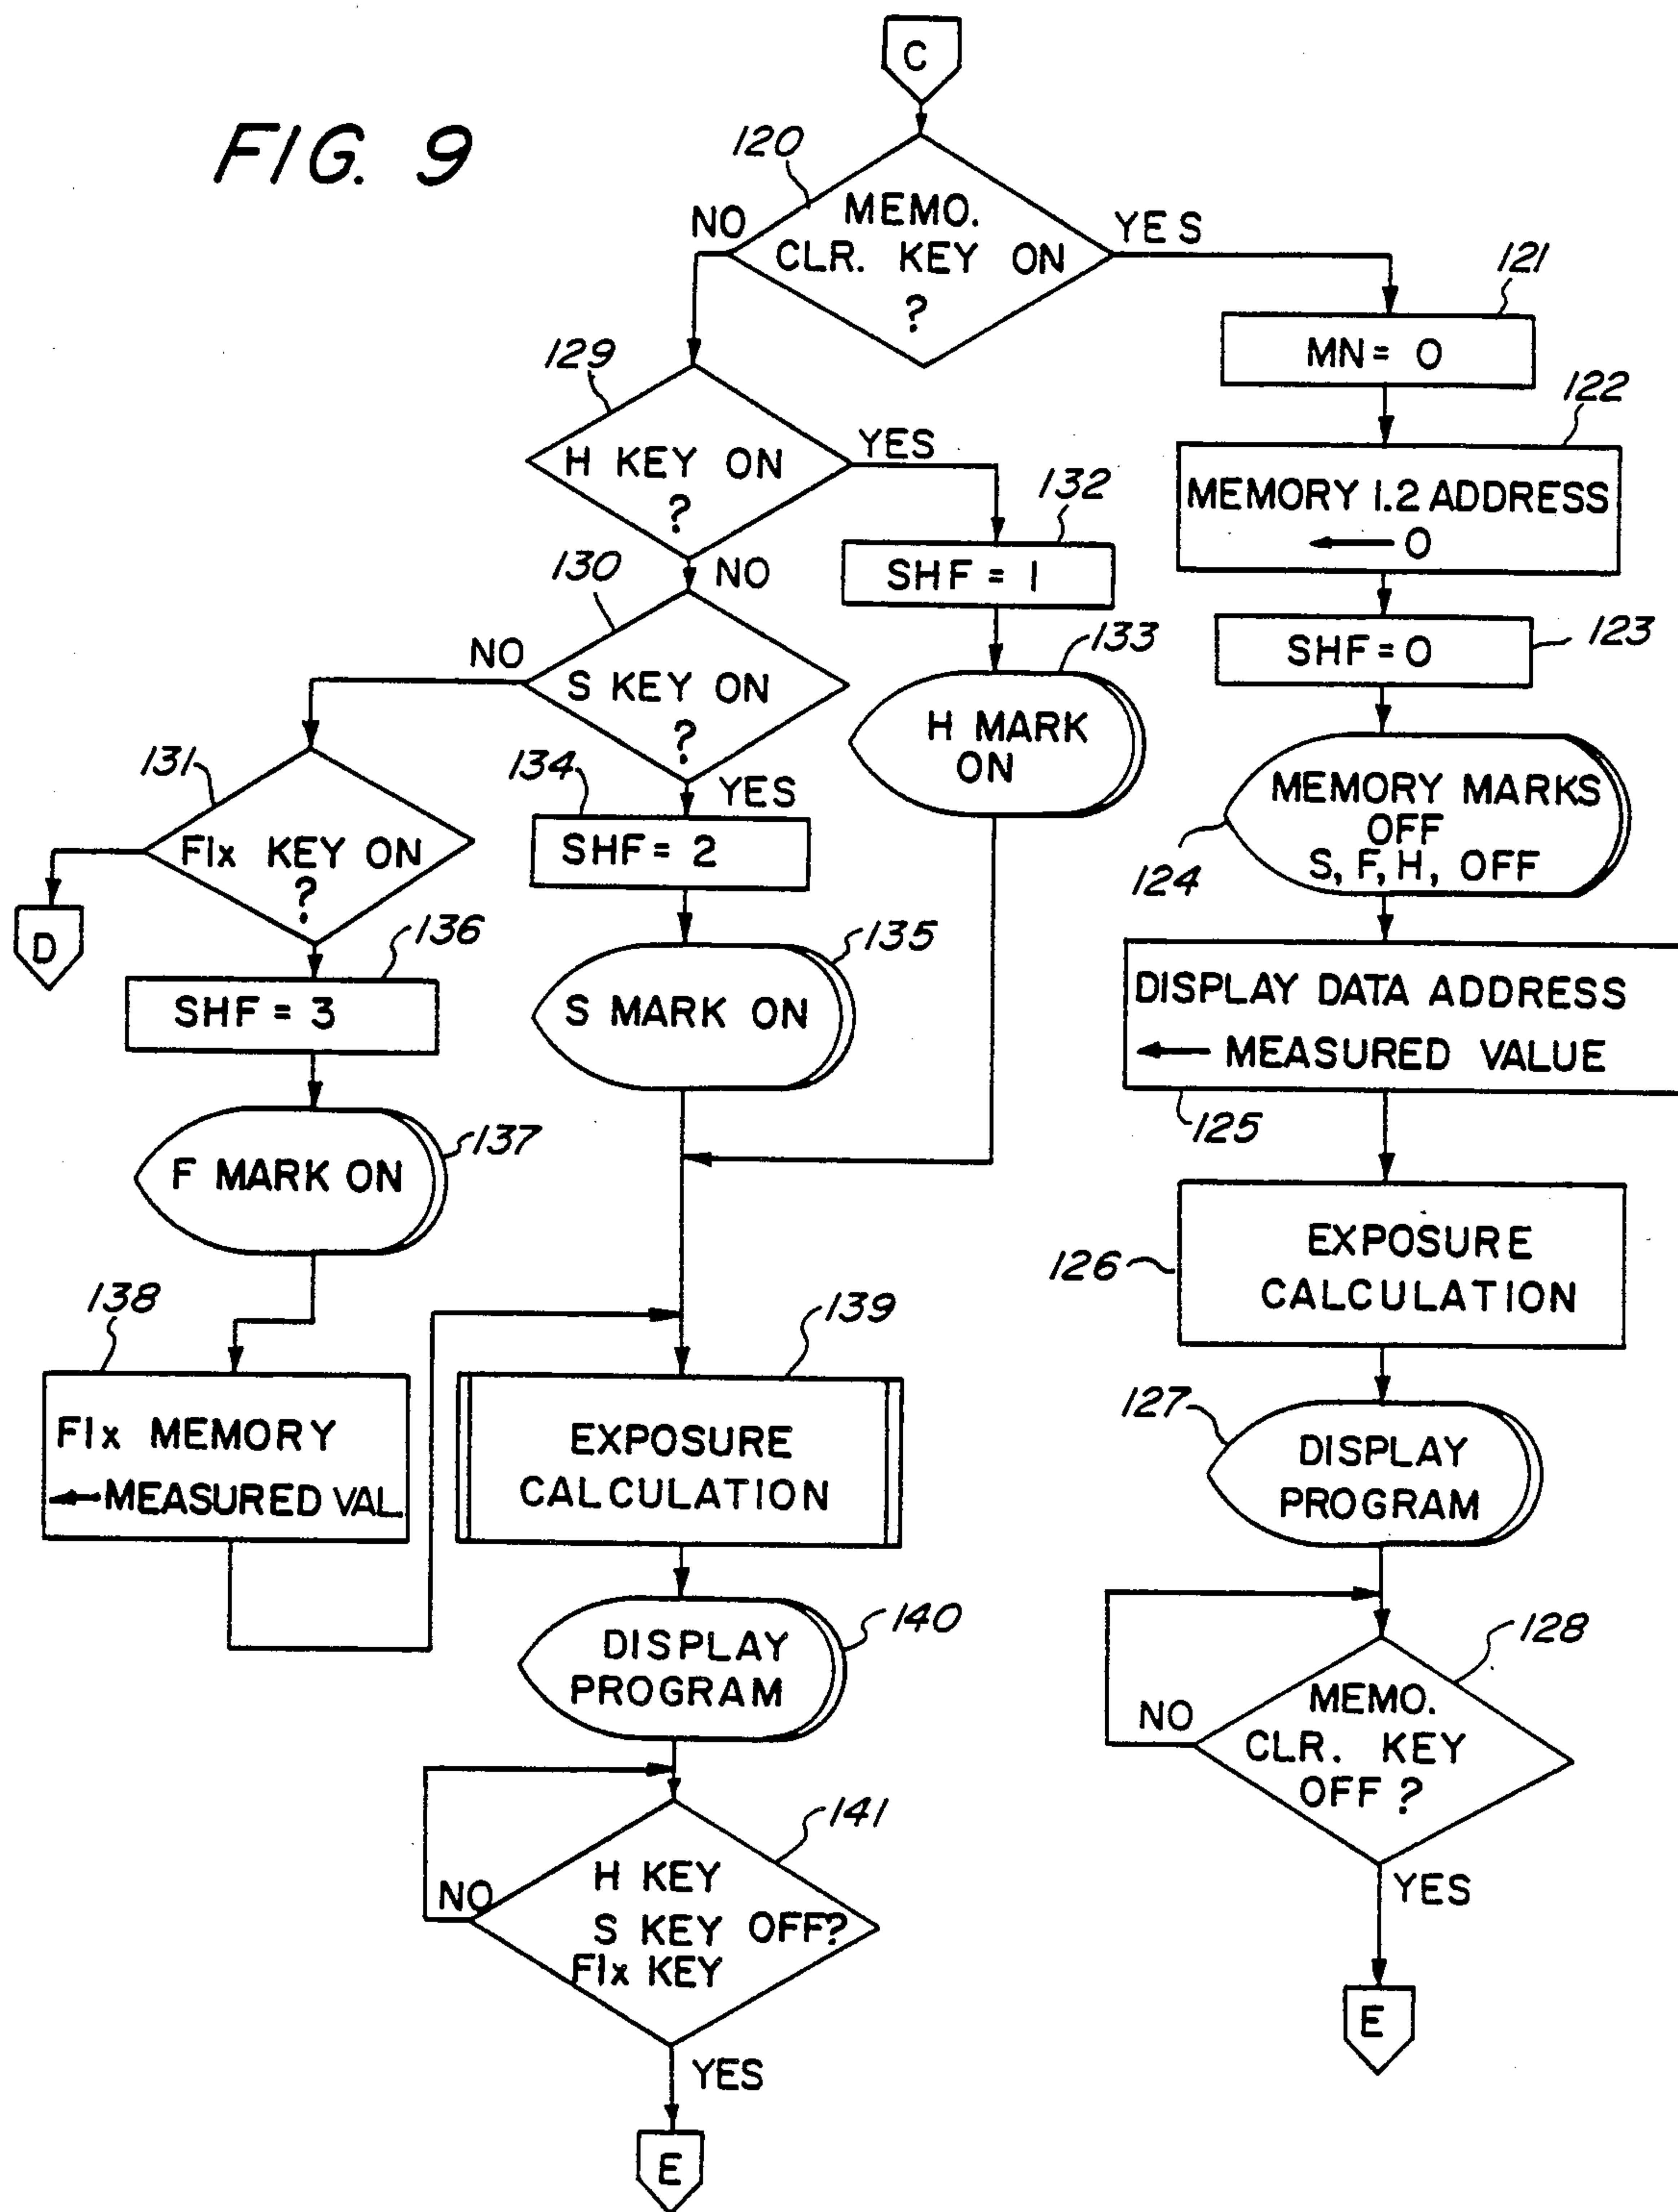 C
FIG. 9
120
MEMO.
CLR. KEY ON
?
NO
YES
121
MN = 0
129
H KEY ON
?
YES
NO
122
MEMORY 1.2 ADDRESS
← 0
132
SHF = 1
130
S KEY ON
?
NO
YES
123
SHF = 0
133
H MARK
ON
131
FIx KEY ON
?
D
134
SHF = 2
124
MEMORY MARKS
OFF
S, F, H, OFF
136
SHF = 3
135
S MARK ON
DISPLAY DATA ADDRESS
← MEASURED VALUE
125
137
F MARK ON
126
EXPOSURE
CALCULATION
138
FIx MEMORY
←MEASURED VAL.
139
EXPOSURE
CALCULATION
127
DISPLAY
PROGRAM
140
DISPLAY
PROGRAM
128
MEMO.
CLR. KEY
OFF ?
NO
YES
141
H KEY
S KEY OFF?
FIx KEY
NO
YES
E
E